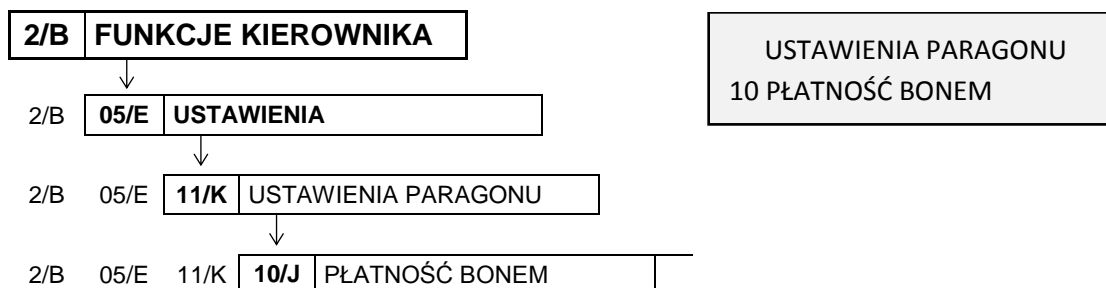 2/B FUNKCJE KIEROWNIKA
USTAWIENIA PARAGONU
10 PŁATNOŚĆ BONEM
2/B 05/E USTAWIENIA
2/B 05/E 11/K USTAWIENIA PARAGONU
2/B 05/E 11/K 10/J PŁATNOŚĆ BONEM